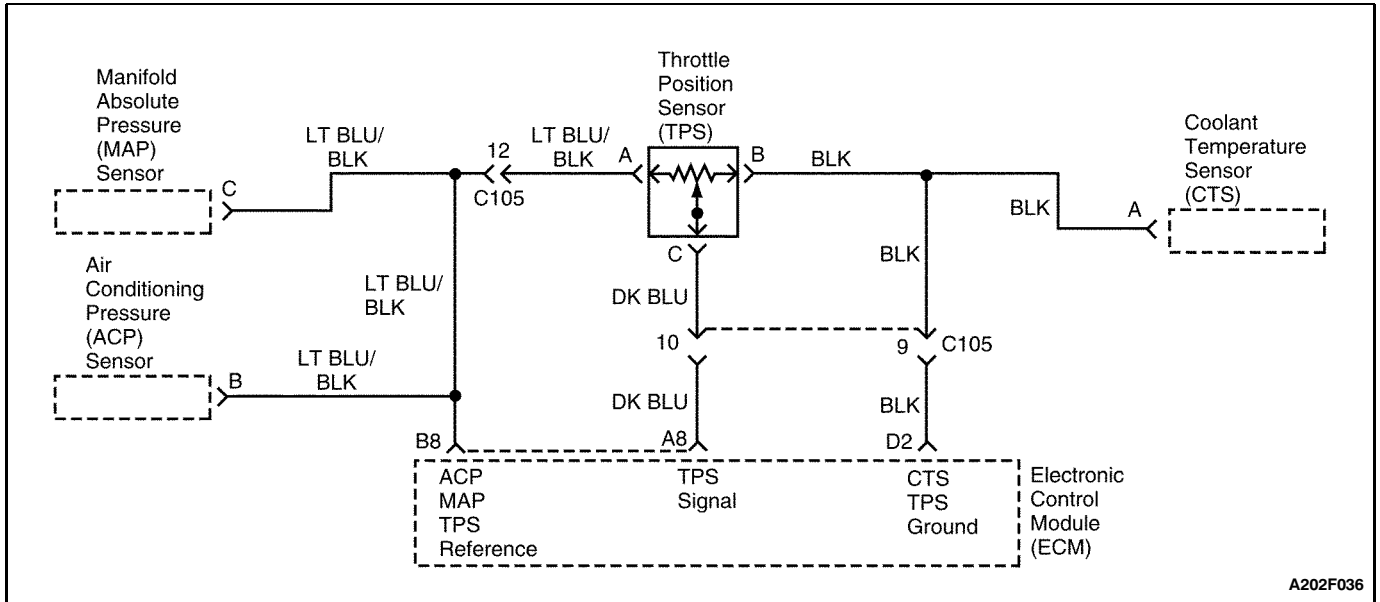 Manifold
Absolute
Pressure
(MAP)
Sensor
C
LT BLU/
BLK
12
C105
LT BLU/
BLK
A
Throttle
Position
Sensor
(TPS)
B
BLK
Coolant
Temperature
Sensor
(CTS)
BLK
A
Air
Conditioning
Pressure
(ACP)
Sensor
B
LT BLU/
BLK
LT BLU/
BLK
C
DK BLU
BLK
10
9
C105
DK BLU
BLK
B8
A8
D2
ACP
MAP
TPS
Reference
TPS
Signal
CTS
TPS
Ground
Electronic
Control
Module
(ECM)
A202F036